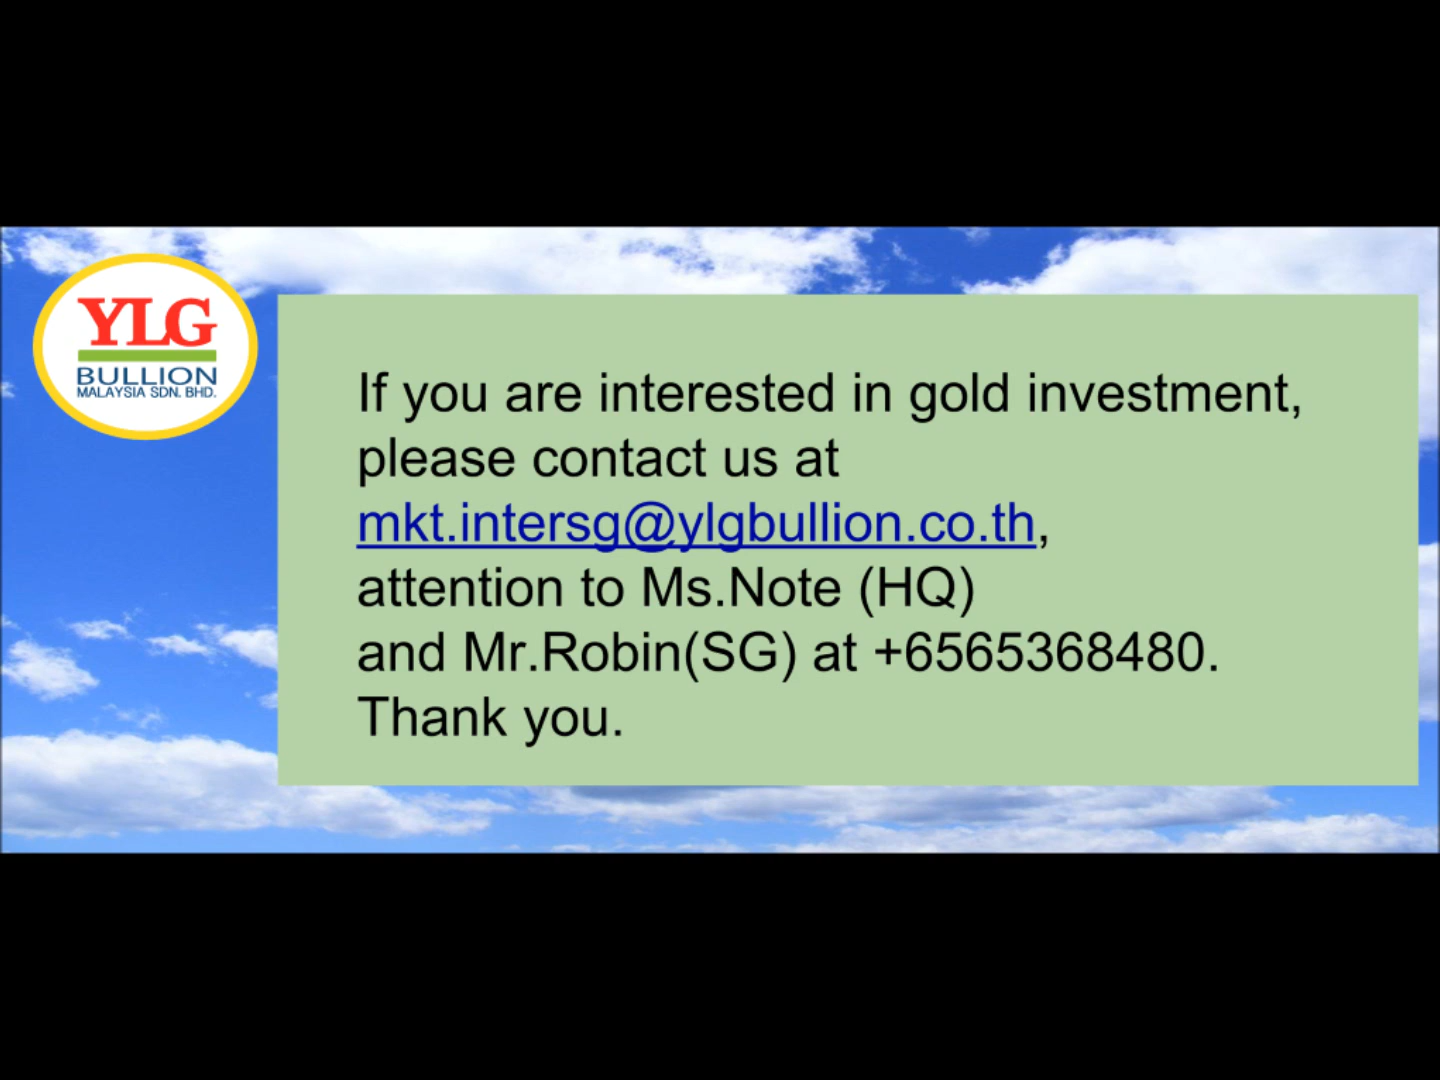 YLG
BULLION
MALAYSIA SDN. BHD.
If you are interested in gold investment,
please contact us at
mkt.intersg@ylgbullion.co.th,
attention to Ms.Note (HQ)
and Mr.Robin(SG) at +6565368480.
Thank you.